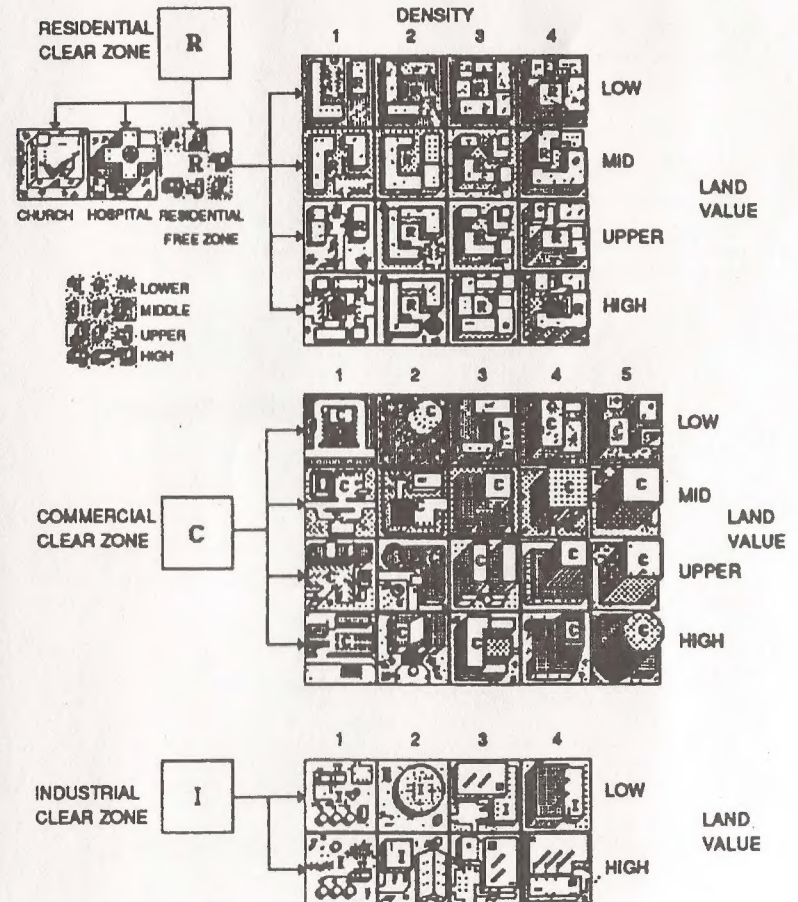 RESIDENTIAL
CLEAR ZONE
R
DENSITY
1 2 3 4
LOW
MID
UPPER
HIGH
LAND
VALUE
CHURCH HOSPITAL RESIDENTIAL
FREE ZONE
R
LOWER
MIDDLE
UPPER
HIGH
1 2 3 4 5
COMMERCIAL
CLEAR ZONE
C
LOW
MID
UPPER
HIGH
LAND
VALUE
1 2 3 4
INDUSTRIAL
CLEAR ZONE
I
LOW
HIGH
LAND
VALUE